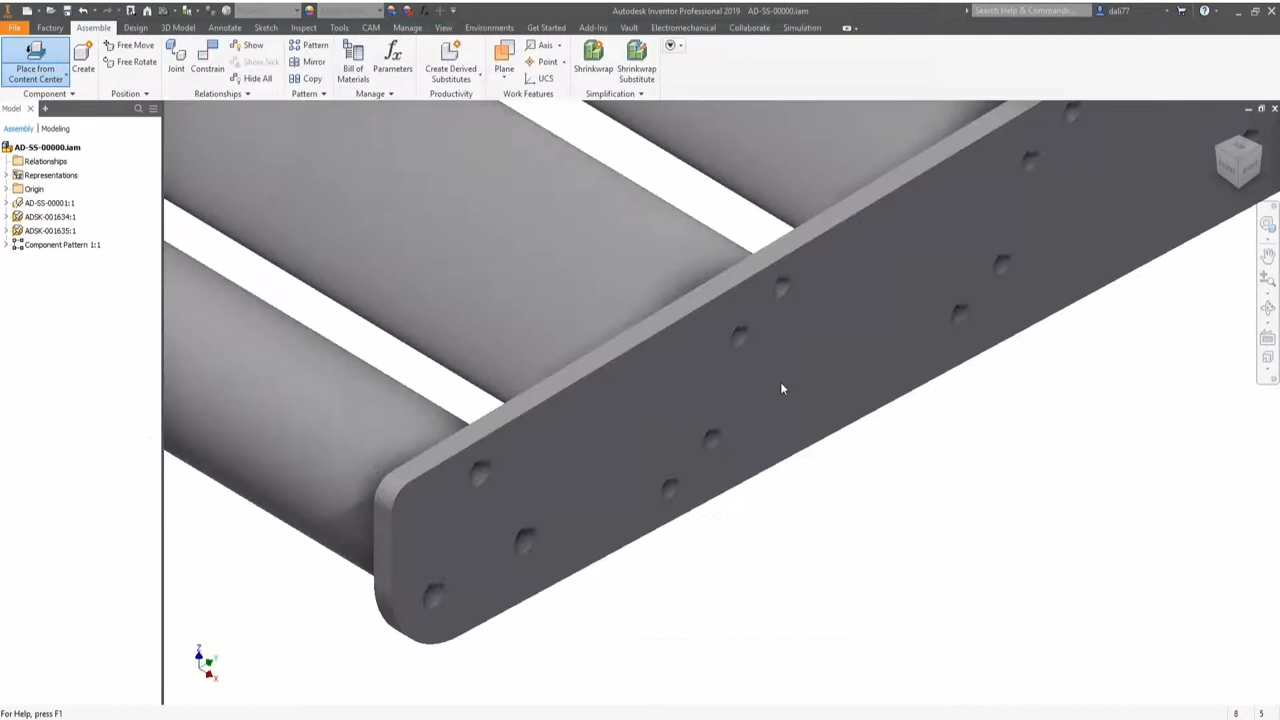 Autodesk Inventor Professional 2019 AD-SS-00000.iam
Search Help & Commands...
dali77
File Factory Assemble Design 3D Model Sketch Annotate Inspect Tools CAM Manage View Environments Get Started Add-Ins Vault Electromechanical Collaborate Simulation
Place from
Content Center
Create
Free Move
Free Rotate
Joint
Constrain
Show
Show Sick
Hide All
Pattern
Mirror
Copy
Bill of
Materials
Parameters
Create Derived
Substitutes
Plane
Axis
Point
UCS
Shrinkwrap
Shrinkwrap
Substitute
Component
Position
Relationships
Pattern
Manage
Productivity
Work Features
Simplification
Model
Assembly Modeling
AD-SS-00000.iam
Relationships
Representations
Origin
AD-SS-00001:1
ADSK-001634:1
ADSK-001635:1
Component Pattern 1:1
Z
Y
X
For Help, press F1
8 5